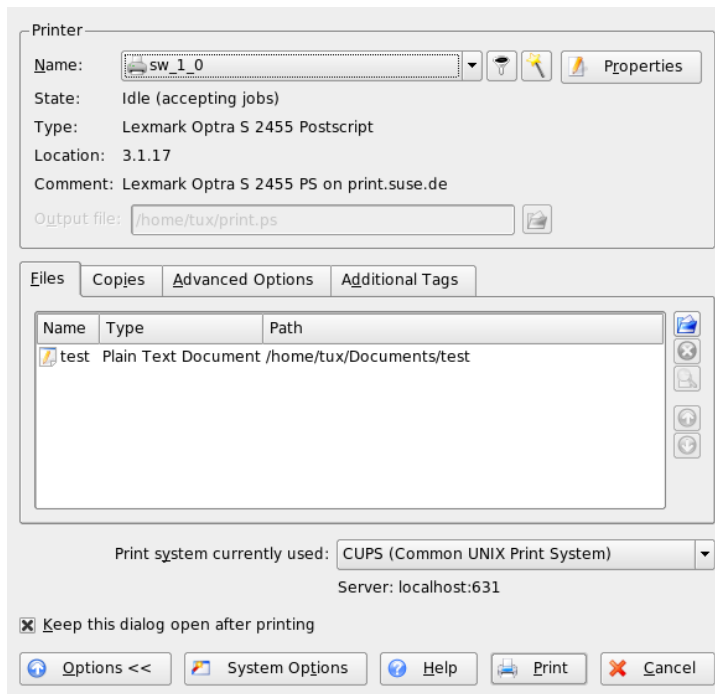 Printer
Name: sw_1_0 Properties
State: Idle (accepting jobs)
Type: Lexmark Optra S 2455 Postscript
Location: 3.1.17
Comment: Lexmark Optra S 2455 PS on print.suse.de
Output file: /home/tux/print.ps
Files Copies Advanced Options Additional Tags
Name Type Path
test Plain Text Document /home/tux/Documents/test
Print system currently used: CUPS (Common UNIX Print System)
Server: localhost:631
Keep this dialog open after printing
Options << System Options Help Print Cancel